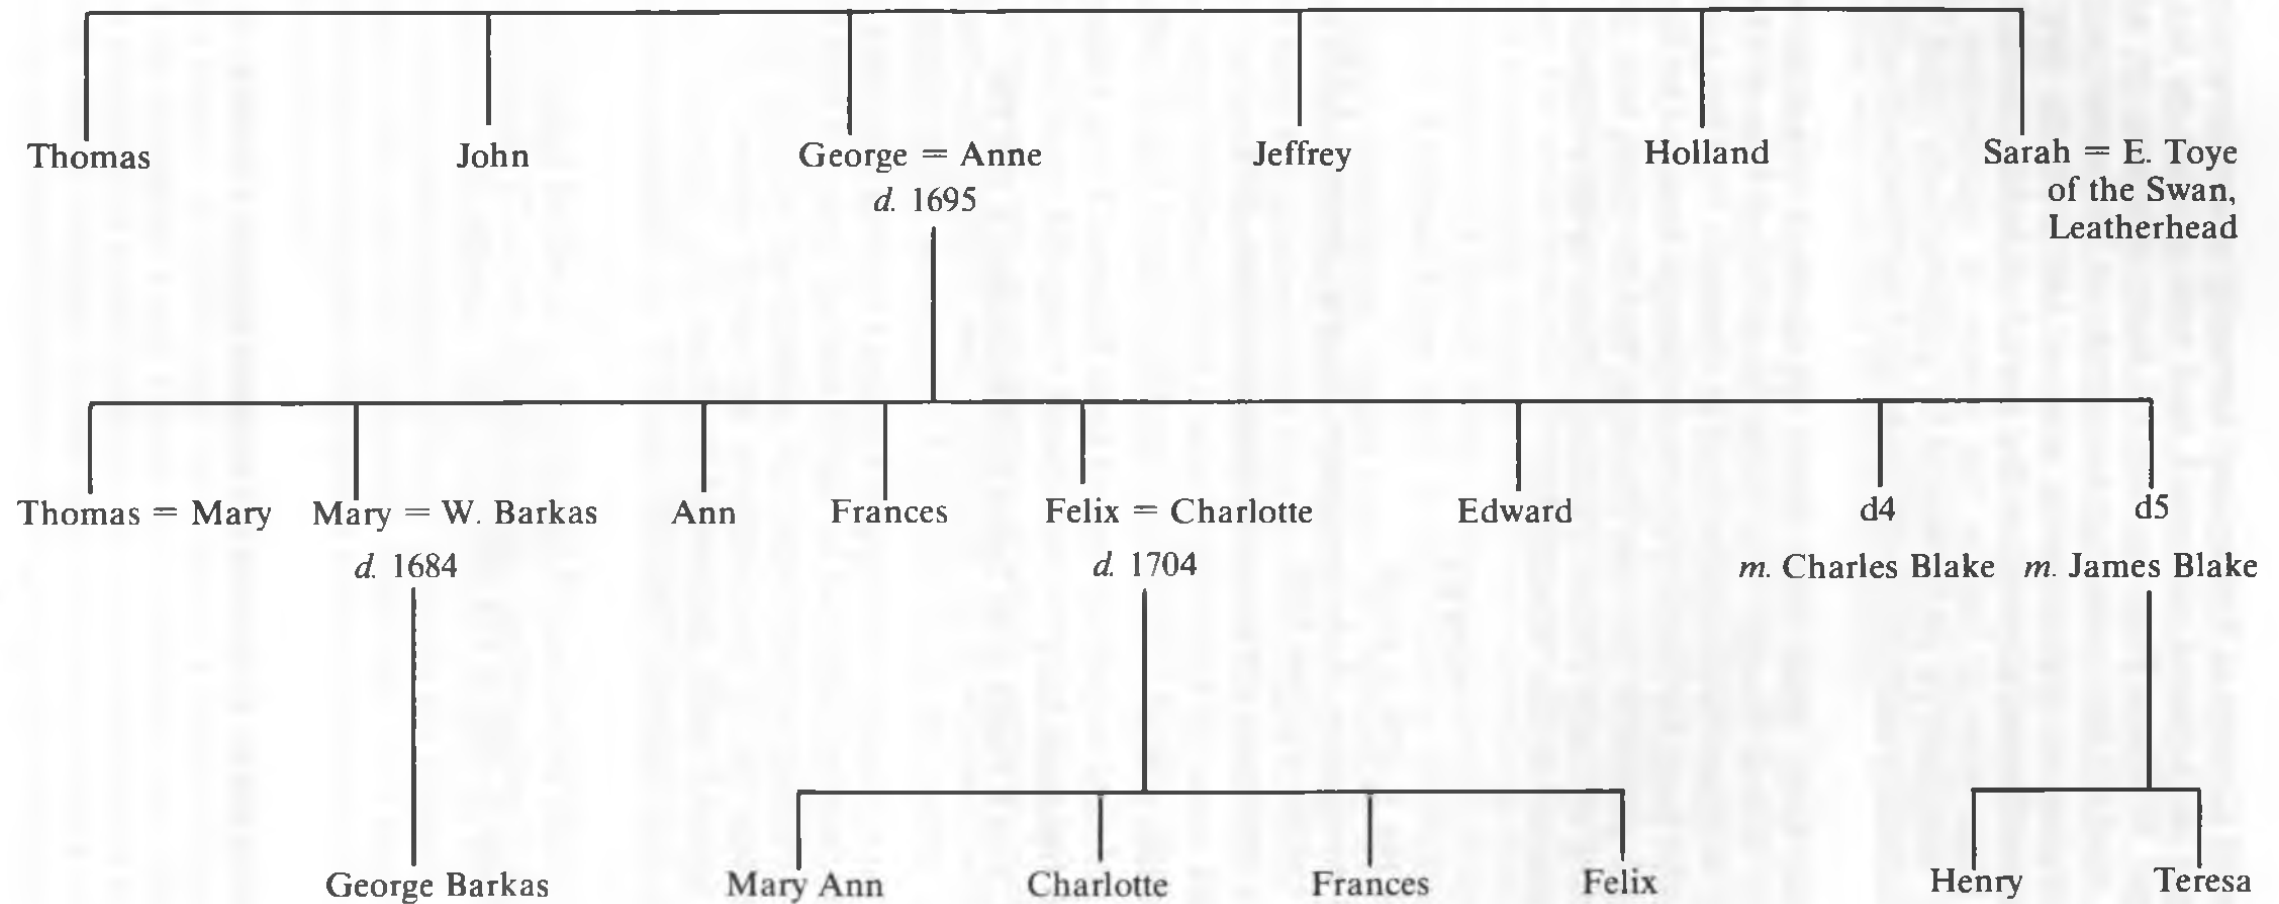 Thomas John George = Anne Jeffrey Holland Sarah = E. Toye
d. 1695 of the Swan,
Leatherhead
Thomas = Mary Mary = W. Barkas Ann Frances Felix = Charlotte Edward d4 d5
d. 1684 d. 1704 m. Charles Blake m. James Blake
George Barkas Mary Ann Charlotte Frances Felix Henry Teresa